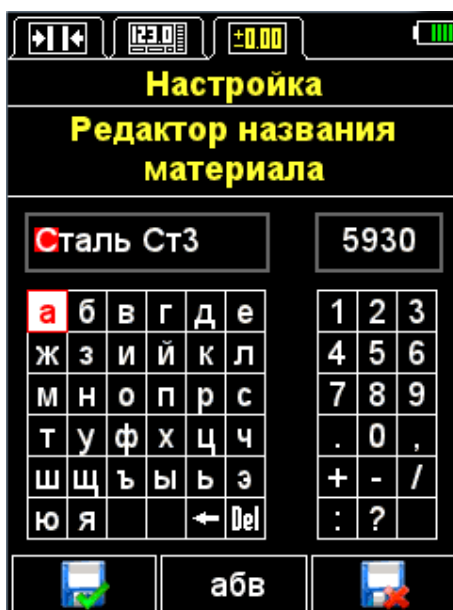 123.0 ±0.00
Настройка
Редактор названия
материала
Сталь Ст3 5930
а б в г д е 1 2 3
ж з и й к л 4 5 6
м н о п р с 7 8 9
т у ф х ц ч . 0 ,
ш щ ъ ы ь э + - /
ю я ← Del : ?
абв